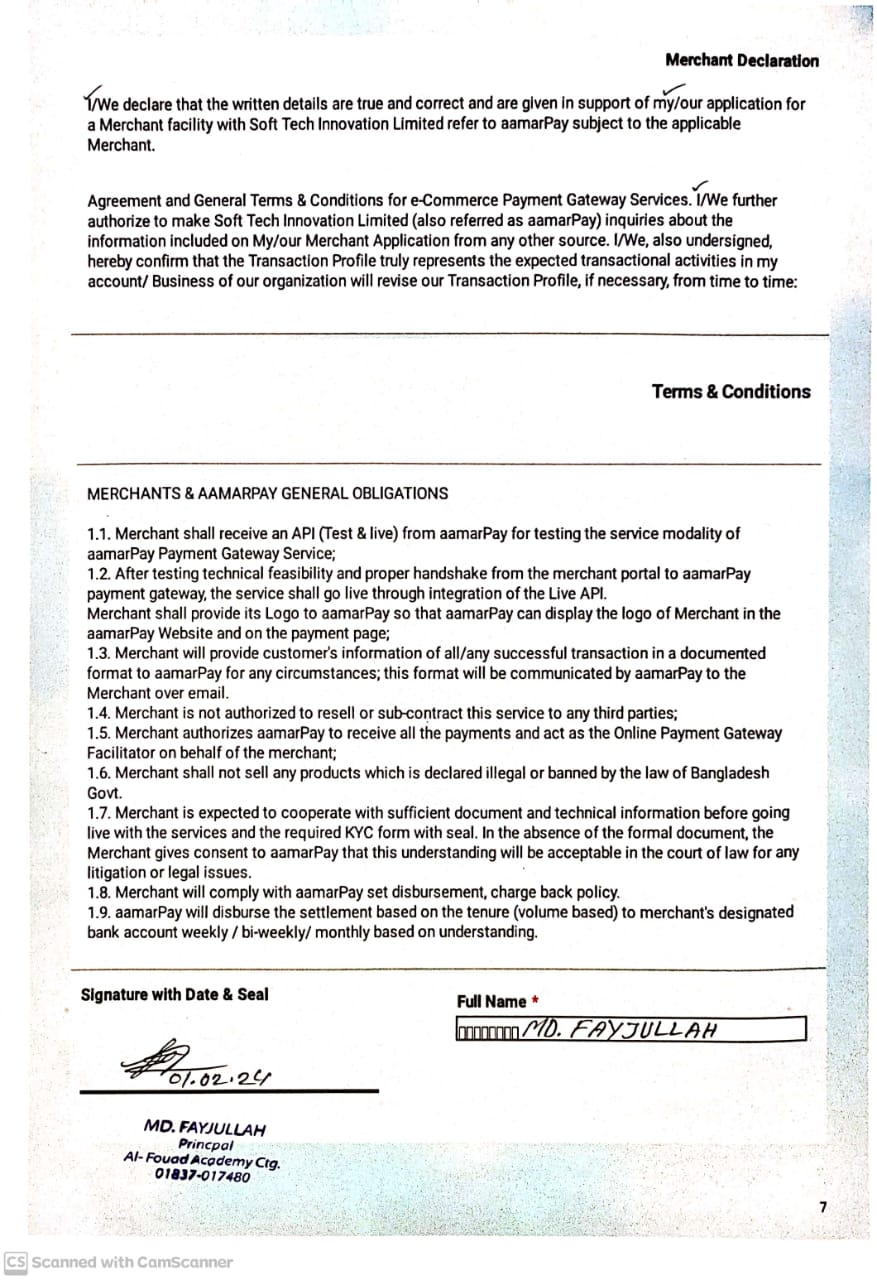 Merchant Declaration
I/We declare that the written details are true and correct and are given in support of my/our application for
a Merchant facility with Soft Tech Innovation Limited refer to aamarPay subject to the applicable
Merchant.
Agreement and General Terms & Conditions for e-Commerce Payment Gateway Services. I/We further
authorize to make Soft Tech Innovation Limited (also referred as aamarPay) inquiries about the
information included on My/our Merchant Application from any other source. I/We, also undersigned,
hereby confirm that the Transaction Profile truly represents the expected transactional activities in my
account/ Business of our organization will revise our Transaction Profile, if necessary, from time to time:
Terms & Conditions
MERCHANTS & AAMARPAY GENERAL OBLIGATIONS
1.1. Merchant shall receive an API (Test & live) from aamarPay for testing the service modality of
aamarPay Payment Gateway Service;
1.2. After testing technical feasibility and proper handshake from the merchant portal to aamarPay
payment gateway, the service shall go live through integration of the Live API.
Merchant shall provide its Logo to aamarPay so that aamarPay can display the logo of Merchant in the
aamarPay Website and on the payment page;
1.3. Merchant will provide customer's information of all/any successful transaction in a documented
format to aamarPay for any circumstances; this format will be communicated by aamarPay to the
Merchant over email.
1.4. Merchant is not authorized to resell or sub-contract this service to any third parties;
1.5. Merchant authorizes aamarPay to receive all the payments and act as the Online Payment Gateway
Facilitator on behalf of the merchant;
1.6. Merchant shall not sell any products which is declared illegal or banned by the law of Bangladesh
Govt.
1.7. Merchant is expected to cooperate with sufficient document and technical information before going
live with the services and the required KYC form with seal. In the absence of the formal document, the
Merchant gives consent to aamarPay that this understanding will be acceptable in the court of law for any
litigation or legal issues.
1.8. Merchant will comply with aamarPay set disbursement, charge back policy.
1.9. aamarPay will disburse the settlement based on the tenure (volume based) to merchant's designated
bank account weekly / bi-weekly/ monthly based on understanding.
Signature with Date & Seal
Full Name *
MD. FAYJULLAH
01.02.24
MD. FAYJULLAH
Princpal
Al- Fouad Academy Ctg.
01837-017480
7
CS Scanned with CamScanner